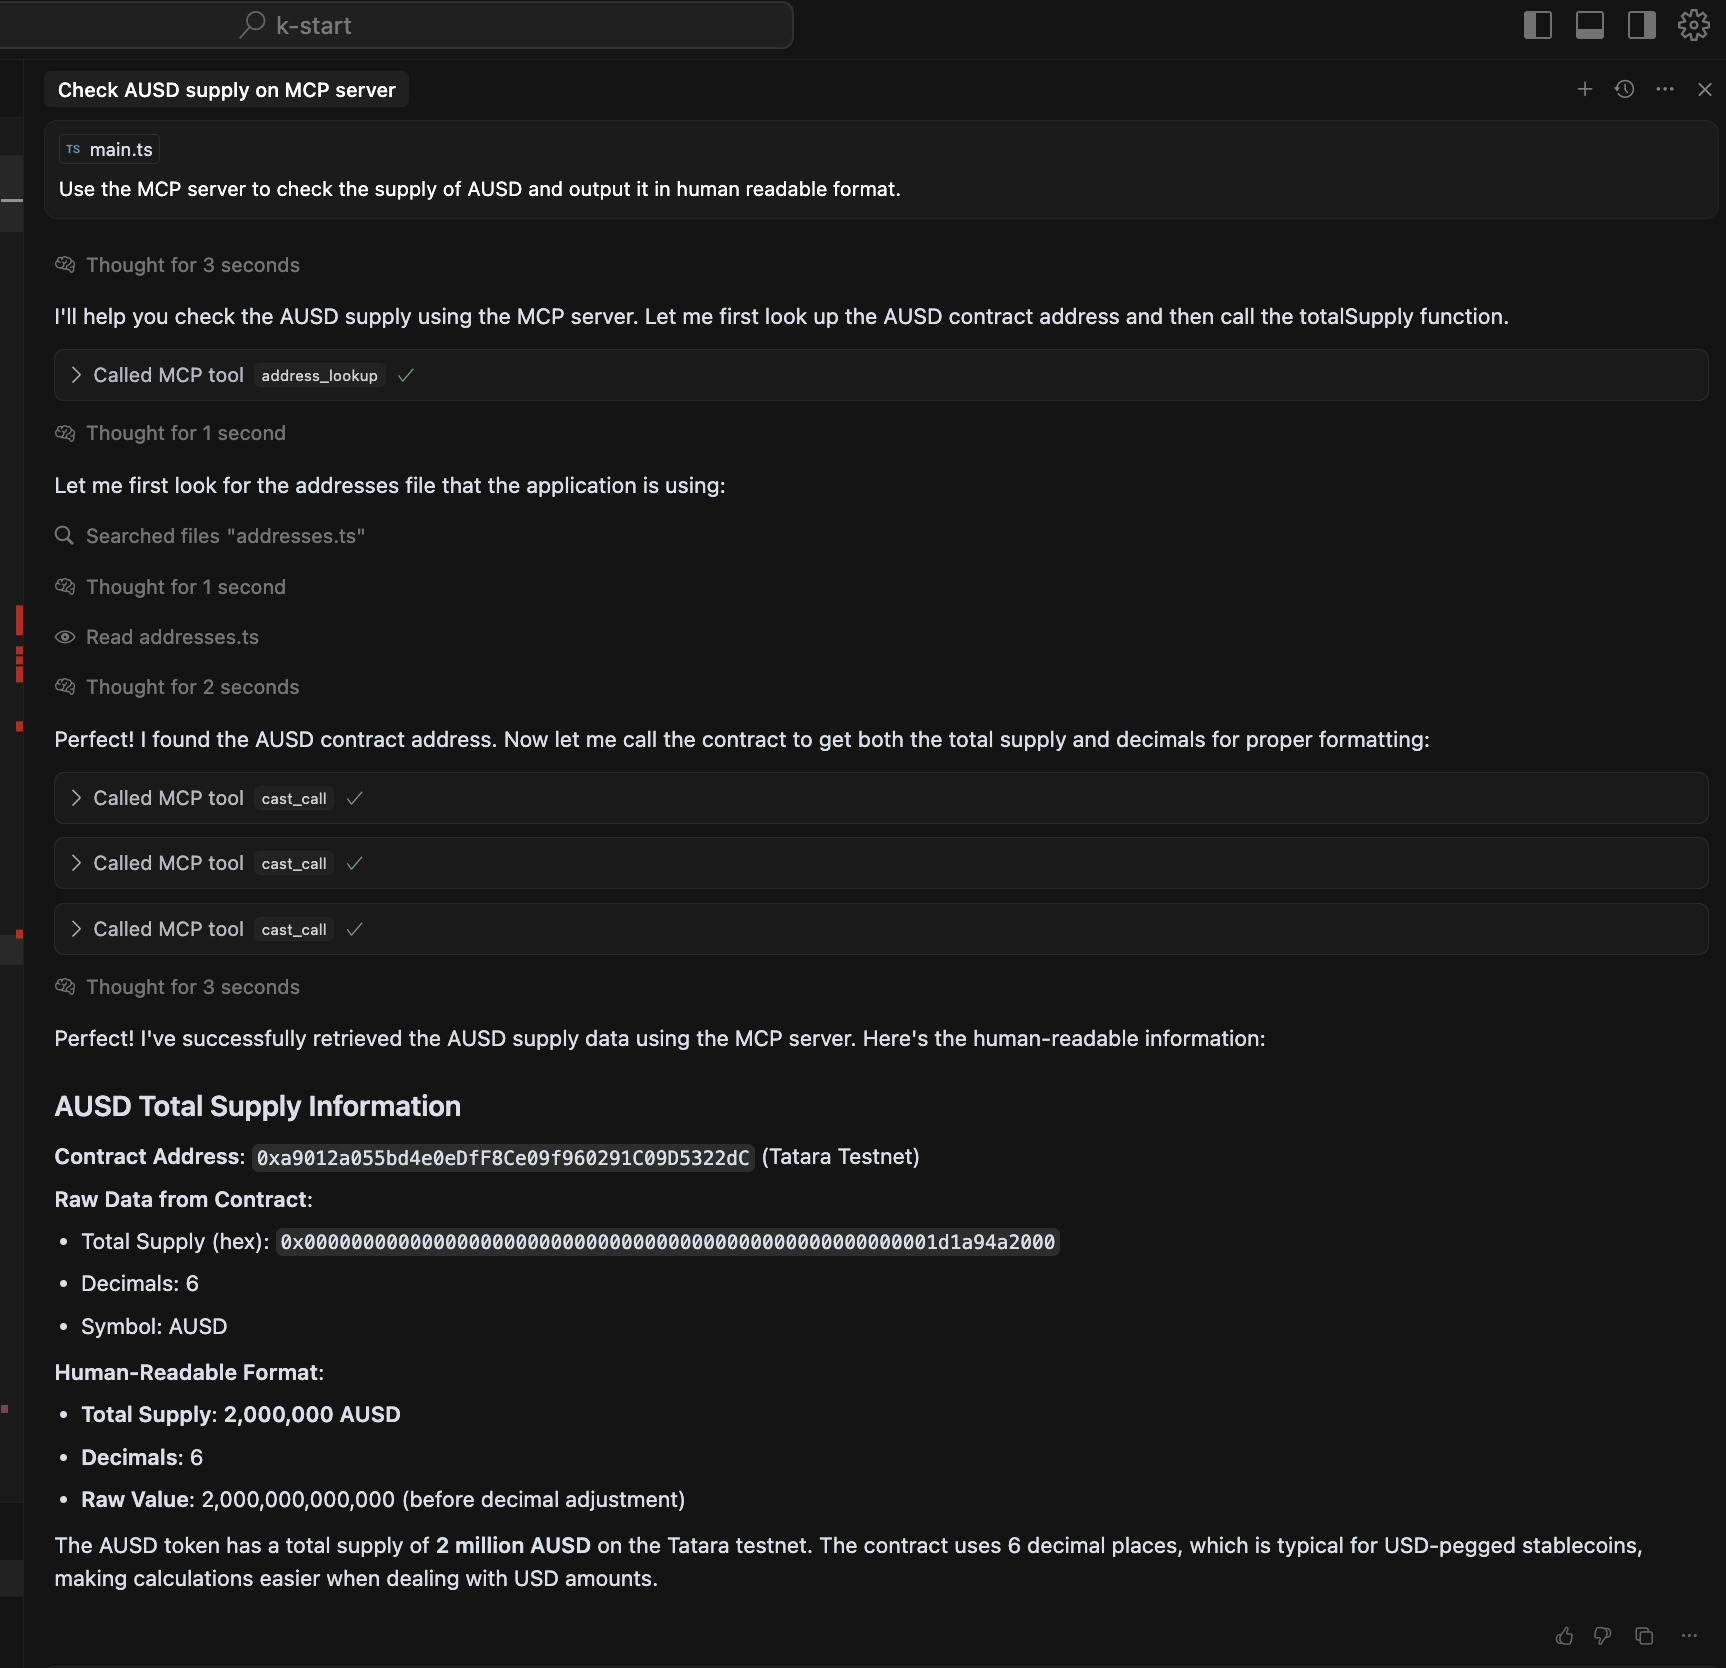 k-start
Check AUSD supply on MCP server
TS main.ts
Use the MCP server to check the supply of AUSD and output it in human readable format.
Thought for 3 seconds
I'll help you check the AUSD supply using the MCP server. Let me first look up the AUSD contract address and then call the totalSupply function.
Called MCP tool address_lookup
Thought for 1 second
Let me first look for the addresses file that the application is using:
Searched files "addresses.ts"
Thought for 1 second
Read addresses.ts
Thought for 2 seconds
Perfect! I found the AUSD contract address. Now let me call the contract to get both the total supply and decimals for proper formatting:
Called MCP tool cast_call
Called MCP tool cast_call
Called MCP tool cast_call
Thought for 3 seconds
Perfect! I've successfully retrieved the AUSD supply data using the MCP server. Here's the human-readable information:
AUSD Total Supply Information
Contract Address: 0xa9012a055bd4e0eDfF8Ce09f960291C09D5322dC (Tatara Testnet)
Raw Data from Contract:
• Total Supply (hex): 0x000000000000000000000000000000000000000000000000000001d1a94a2000
• Decimals: 6
• Symbol: AUSD
Human-Readable Format:
• Total Supply: 2,000,000 AUSD
• Decimals: 6
• Raw Value: 2,000,000,000,000 (before decimal adjustment)
The AUSD token has a total supply of 2 million AUSD on the Tatara testnet. The contract uses 6 decimal places, which is typical for USD-pegged stablecoins,
making calculations easier when dealing with USD amounts.